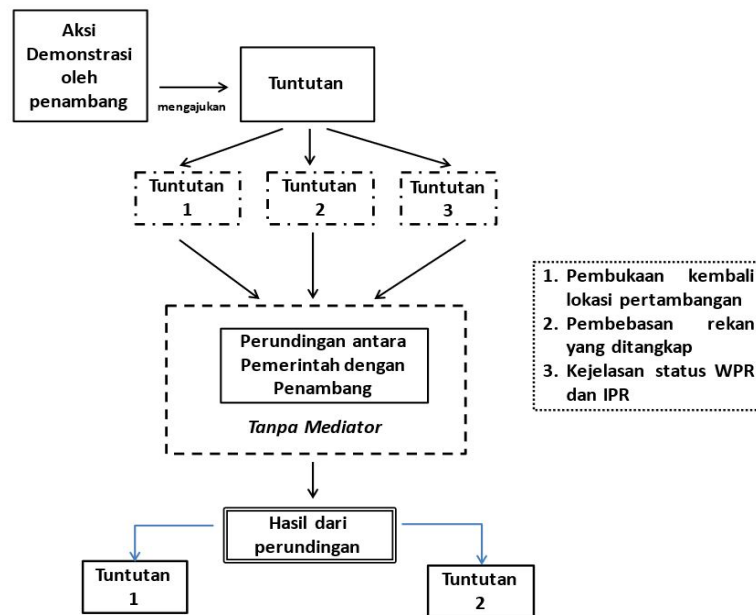 Aksi
Demonstrasi
oleh
penambang
mengajukan
Tuntutan
Tuntutan
1
Tuntutan
2
Tuntutan
3
Perundingan antara
Pemerintah dengan
Penambang
Tanpa Mediator
1. Pembukaan kembali
lokasi pertambangan
2. Pembebasan rekan
yang ditangkap
3. Kejelasan status WPR
dan IPR
Hasil dari
perundingan
Tuntutan
1
Tuntutan
2